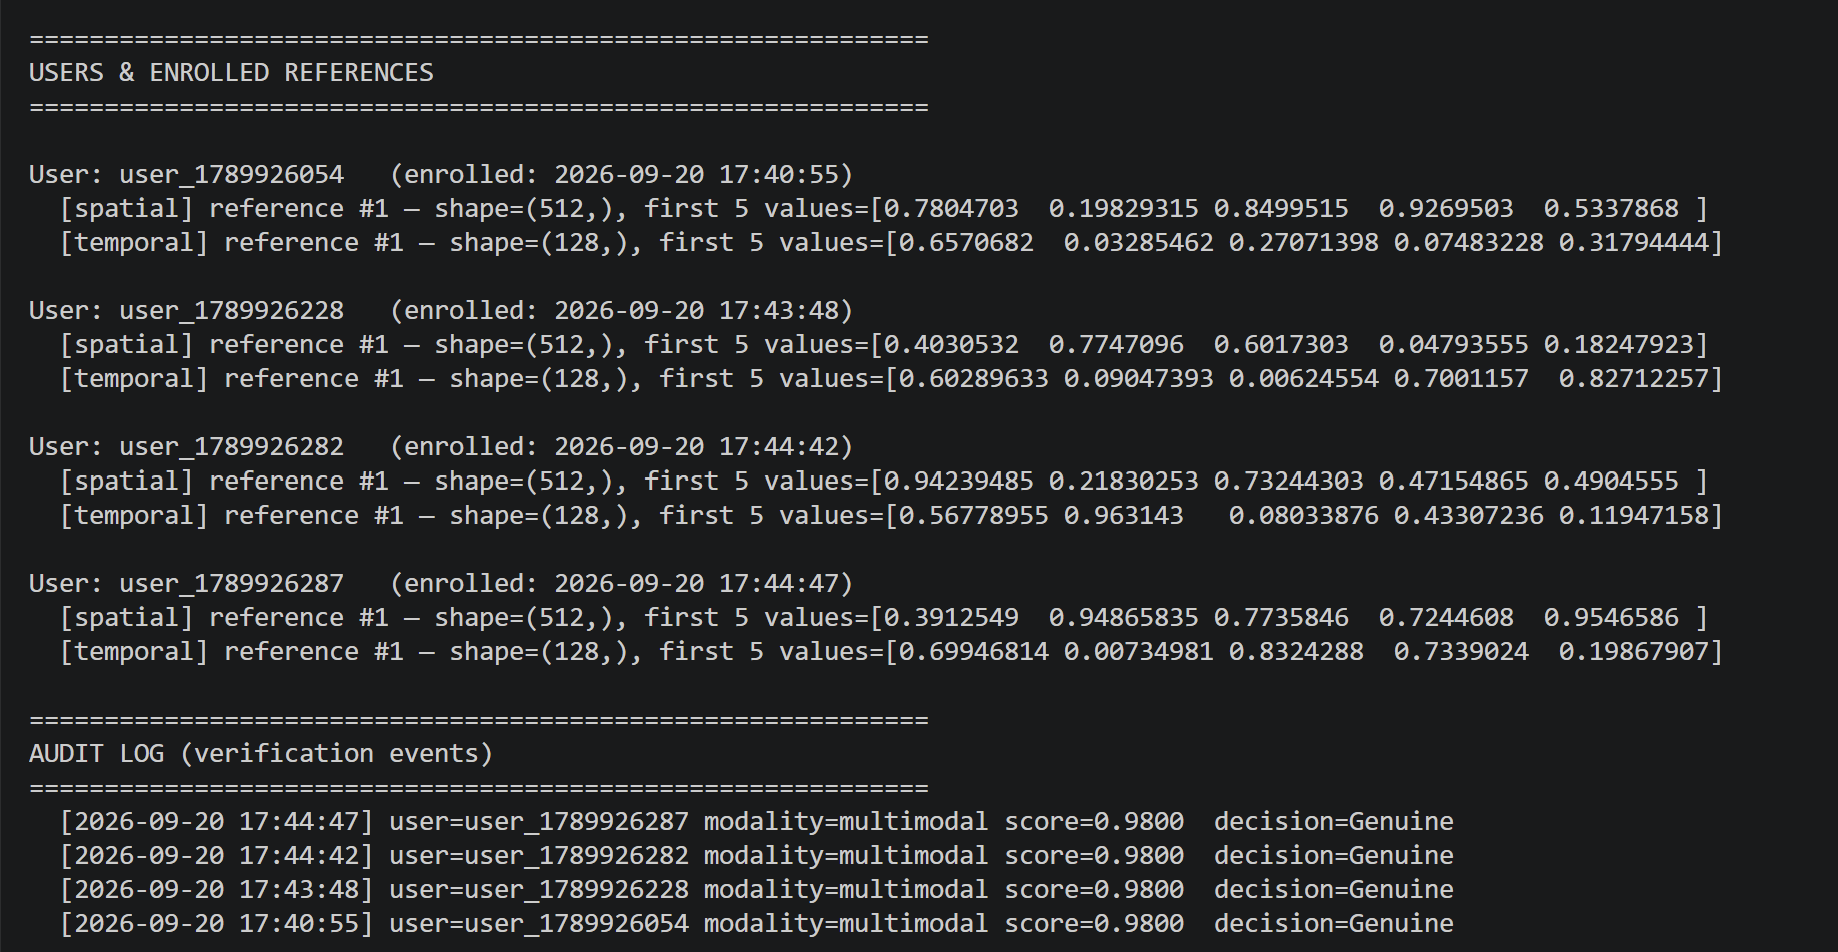 ============================================================
USERS & ENROLLED REFERENCES
============================================================
User: user_1789926054   (enrolled: 2026-09-20 17:40:55)
  [spatial] reference #1 — shape=(512,), first 5 values=[0.7804703  0.19829315 0.8499515  0.9269503  0.5337868 ]
  [temporal] reference #1 — shape=(128,), first 5 values=[0.6570682  0.03285462 0.27071398 0.07483228 0.31794444]
User: user_1789926228   (enrolled: 2026-09-20 17:43:48)
  [spatial] reference #1 — shape=(512,), first 5 values=[0.4030532  0.7747096  0.6017303  0.04793555 0.18247923]
  [temporal] reference #1 — shape=(128,), first 5 values=[0.60289633 0.09047393 0.00624554 0.7001157  0.82712257]
User: user_1789926282   (enrolled: 2026-09-20 17:44:42)
  [spatial] reference #1 — shape=(512,), first 5 values=[0.94239485 0.21830253 0.73244303 0.47154865 0.4904555 ]
  [temporal] reference #1 — shape=(128,), first 5 values=[0.56778955 0.963143   0.08033876 0.43307236 0.11947158]
User: user_1789926287   (enrolled: 2026-09-20 17:44:47)
  [spatial] reference #1 — shape=(512,), first 5 values=[0.3912549  0.94865835 0.7735846  0.7244608  0.9546586 ]
  [temporal] reference #1 — shape=(128,), first 5 values=[0.69946814 0.00734981 0.8324288  0.7339024  0.19867907]
============================================================
AUDIT LOG (verification events)
============================================================
  [2026-09-20 17:44:47] user=user_1789926287 modality=multimodal score=0.9800  decision=Genuine
  [2026-09-20 17:44:42] user=user_1789926282 modality=multimodal score=0.9800  decision=Genuine
  [2026-09-20 17:43:48] user=user_1789926228 modality=multimodal score=0.9800  decision=Genuine
  [2026-09-20 17:40:55] user=user_1789926054 modality=multimodal score=0.9800  decision=Genuine